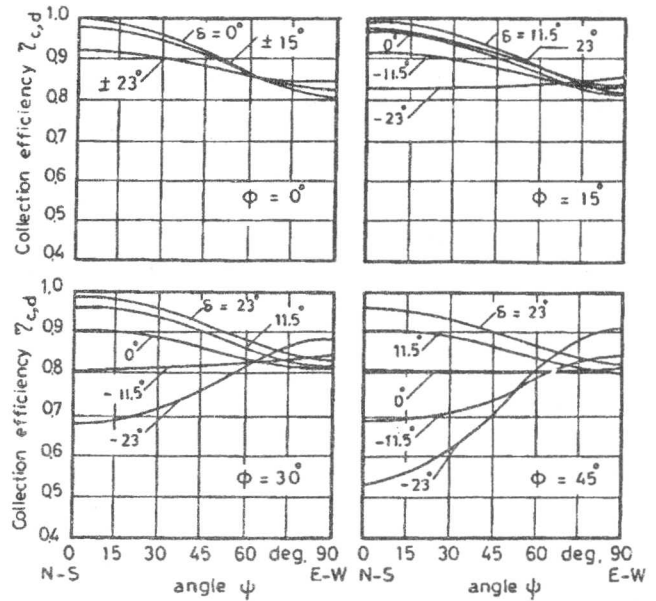 Collection efficiency η c,d
1.0
0.9
0.8
0.7
0.6
0.5
0.4
δ = 0°
± 15°
± 23°
Φ = 0°
δ = 11.5°
0°
23°
-11.5°
-23°
Φ = 15°
Collection efficiency η c,d
1.0
0.9
0.8
0.7
0.6
0.5
0.4
δ = 23°
11.5°
0°
-11.5°
-23°
Φ = 30°
0 15 30 45 deg. 90
N-S angle ψ E-W
δ = 23°
11.5°
0°
-11.5°
-23°
Φ = 45°
0 15 30 45 deg. 90
N-S angle ψ E-W